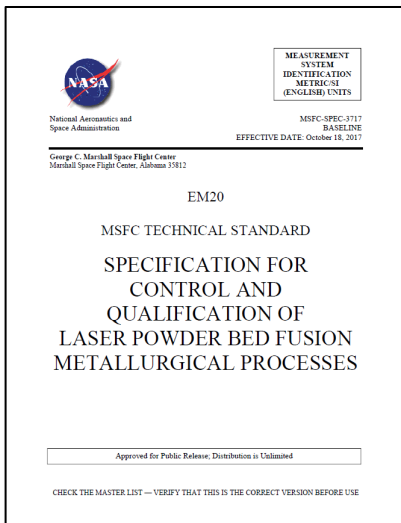 NASA
MEASUREMENT
SYSTEM
IDENTIFICATION
METRIC/SI
(ENGLISH) UNITS
National Aeronautics and
Space Administration
MSFC-SPEC-3717
BASELINE
EFFECTIVE DATE: October 18, 2017
George C. Marshall Space Flight Center
Marshall Space Flight Center, Alabama 35812
EM20
MSFC TECHNICAL STANDARD
SPECIFICATION FOR
CONTROL AND
QUALIFICATION OF
LASER POWDER BED FUSION
METALLURGICAL PROCESSES
Approved for Public Release; Distribution is Unlimited
CHECK THE MASTER LIST — VERIFY THAT THIS IS THE CORRECT VERSION BEFORE USE